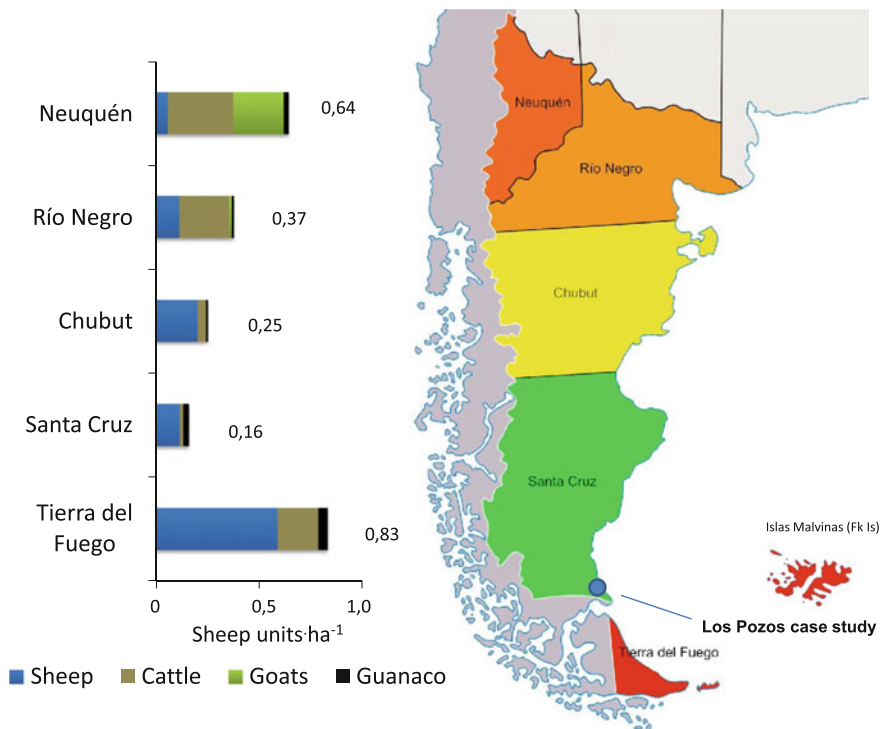 Neuquén
0,64
Río Negro
0,37
Chubut
0,25
Santa Cruz
0,16
Tierra del
Fuego
0,83
0
0,5
1,0
Sheep units·ha⁻¹
Sheep
Cattle
Goats
Guanaco
Neuquén
Río Negro
Chubut
Santa Cruz
Islas Malvinas (Fk Is)
Los Pozos case study
Tierra del Fuego